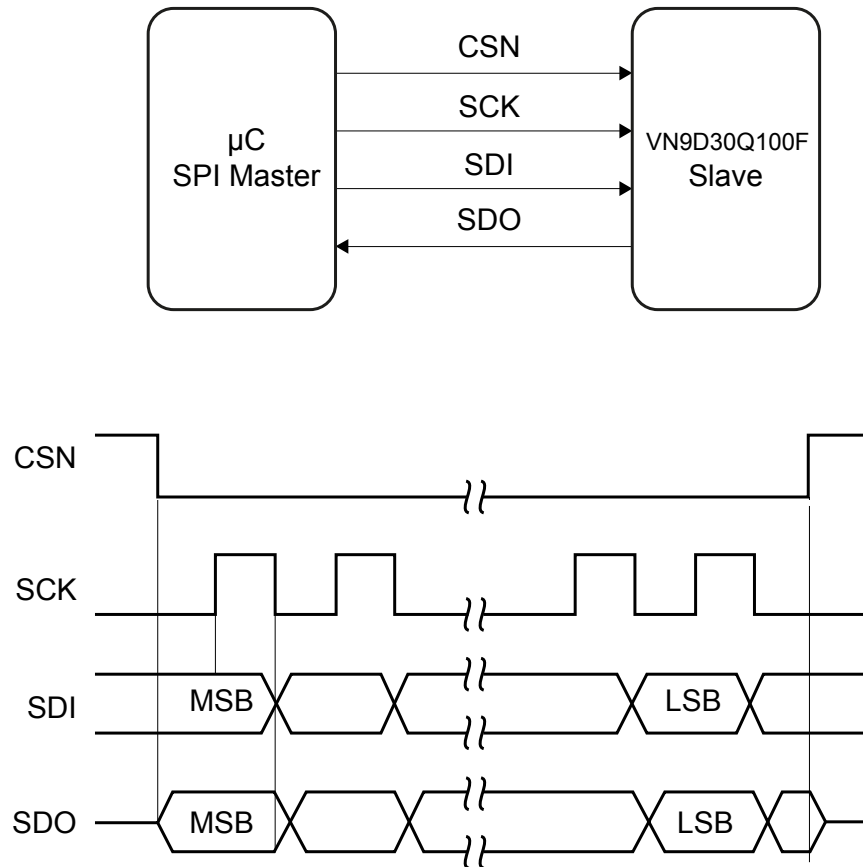 CSN
SCK
SDI
SDO
µC
SPI Master
VN9D30Q100F
Slave
CSN
SCK
SDI MSB LSB
SDO MSB LSB